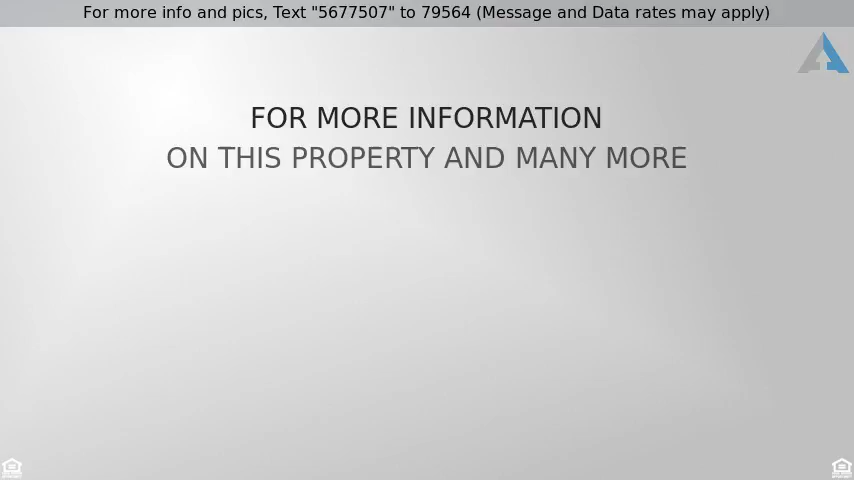 For more info and pics, Text "5677507" to 79564 (Message and Data rates may apply)
FOR MORE INFORMATION
ON THIS PROPERTY AND MANY MORE